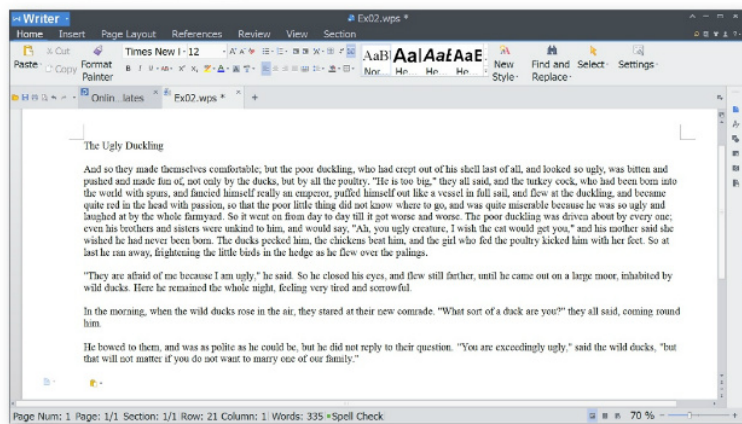 Writer
Ex02.wps *
Home Insert Page Layout References Review View Section
Paste
Cut
Copy
Format
Painter
Times New I 12
AaB Aa AaE AaE
Nor... He... He... He...
New
Style
Find and
Replace
Select
Settings
Onlin...lates
Ex02.wps *
The Ugly Duckling
And so they made themselves comfortable; but the poor duckling, who had crept out of his shell last of all, and looked so ugly, was bitten and
pushed and made fun of, not only by the ducks, but by all the poultry. "He is too big," they all said, and the turkey cock, who had been born into
the world with spurs, and fancied himself really an emperor, puffed himself out like a vessel in full sail, and flew at the duckling, and became
quite red in the head with passion, so that the poor little thing did not know where to go, and was quite miserable because he was so ugly and
laughed at by the whole farmyard. So it went on from day to day till it got worse and worse. The poor duckling was driven about by every one;
even his brothers and sisters were unkind to him, and would say, "Ah, you ugly creature, I wish the cat would get you," and his mother said she
wished he had never been born. The ducks pecked him, the chickens beat him, and the girl who fed the poultry kicked him with her feet. So at
last he ran away, frightening the little birds in the hedge as he flew over the palings.
"They are afraid of me because I am ugly," he said. So he closed his eyes, and flew still farther, until he came out on a large moor, inhabited by
wild ducks. Here he remained the whole night, feeling very tired and sorrowful.
In the morning, when the wild ducks rose in the air, they stared at their new comrade. "What sort of a duck are you?" they all said, coming round
him.
He bowed to them, and was as polite as he could be, but he did not reply to their question. "You are exceedingly ugly," said the wild ducks, "but
that will not matter if you do not want to marry one of our family."
Page Num: 1 Page: 1/1 Section: 1/1 Row: 21 Column: 1 Words: 335 Spell Check
70 %